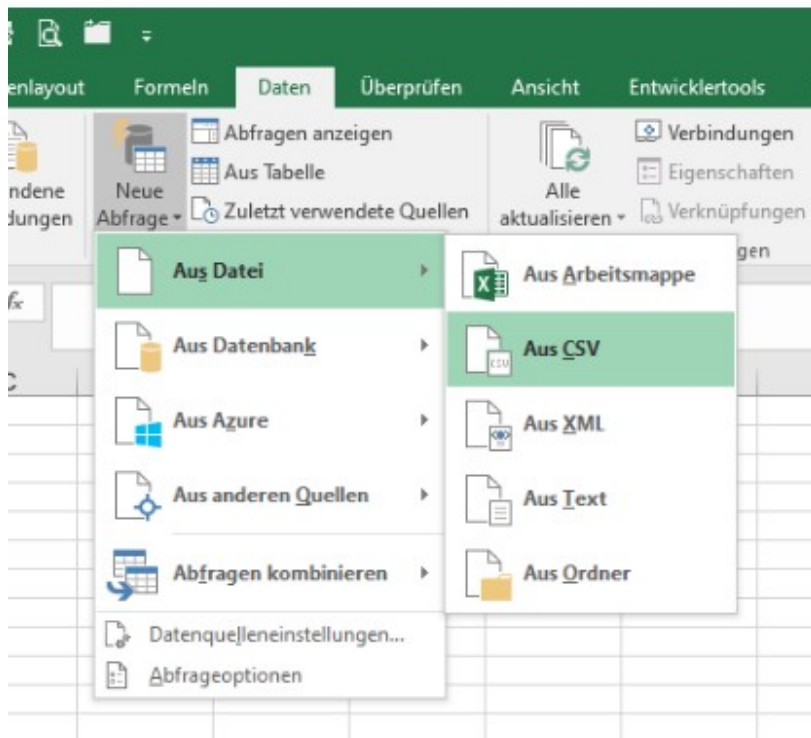 enlayout Formeln Daten Überprüfen Ansicht Entwicklertools
ndene
dungen
Neue
Abfrage
Abfragen anzeigen
Aus Tabelle
Zuletzt verwendete Quellen
Alle
aktualisieren
Verbindungen
Eigenschaften
Verknüpfungen
gen
fx
C
Aus Datei
Aus Datenbank
Aus Azure
Aus anderen Quellen
Abfragen kombinieren
Datenquelleneinstellungen...
Abfrageoptionen
Aus Arbeitsmappe
Aus CSV
CSV
Aus XML
Aus Text
Aus Ordner